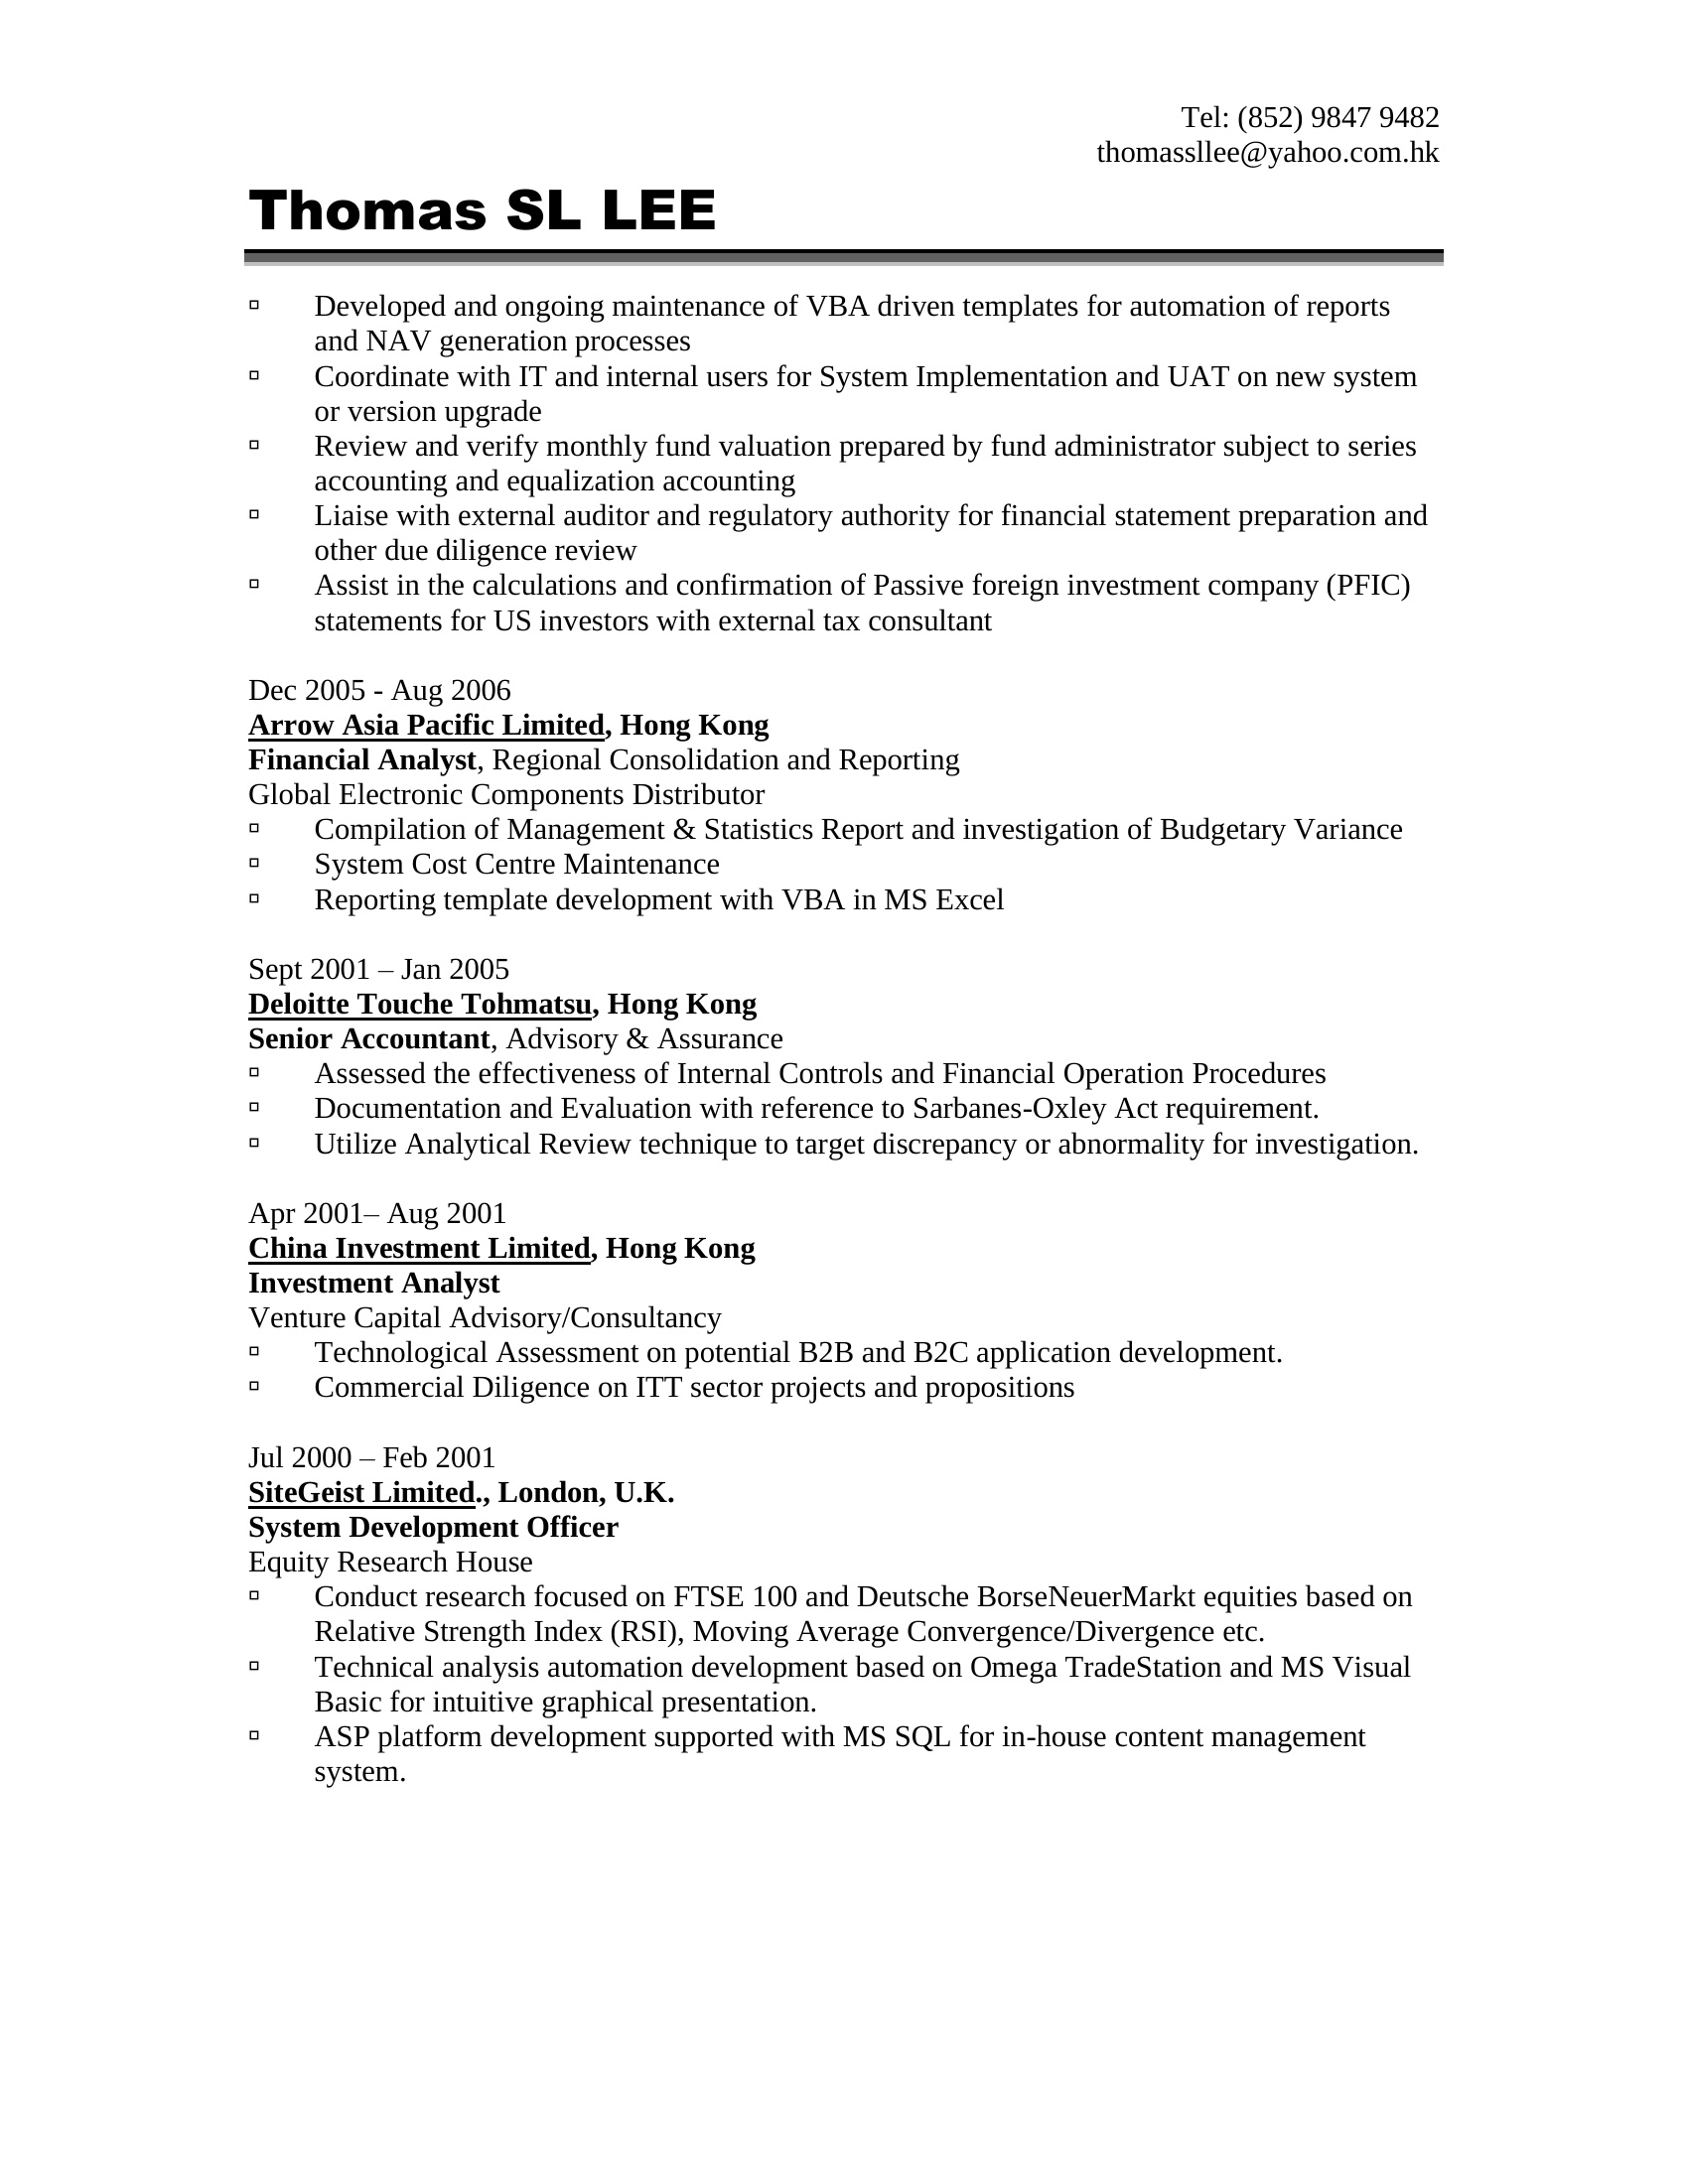 Tel: (852) 9847 9482
thomassllee@yahoo.com.hk
Thomas SL LEE
▫ Developed and ongoing maintenance of VBA driven templates for automation of reports
and NAV generation processes
▫ Coordinate with IT and internal users for System Implementation and UAT on new system
or version upgrade
▫ Review and verify monthly fund valuation prepared by fund administrator subject to series
accounting and equalization accounting
▫ Liaise with external auditor and regulatory authority for financial statement preparation and
other due diligence review
▫ Assist in the calculations and confirmation of Passive foreign investment company (PFIC)
statements for US investors with external tax consultant
Dec 2005 - Aug 2006
Arrow Asia Pacific Limited, Hong Kong
Financial Analyst, Regional Consolidation and Reporting
Global Electronic Components Distributor
▫ Compilation of Management & Statistics Report and investigation of Budgetary Variance
▫ System Cost Centre Maintenance
▫ Reporting template development with VBA in MS Excel
Sept 2001 – Jan 2005
Deloitte Touche Tohmatsu, Hong Kong
Senior Accountant, Advisory & Assurance
▫ Assessed the effectiveness of Internal Controls and Financial Operation Procedures
▫ Documentation and Evaluation with reference to Sarbanes-Oxley Act requirement.
▫ Utilize Analytical Review technique to target discrepancy or abnormality for investigation.
Apr 2001– Aug 2001
China Investment Limited, Hong Kong
Investment Analyst
Venture Capital Advisory/Consultancy
▫ Technological Assessment on potential B2B and B2C application development.
▫ Commercial Diligence on ITT sector projects and propositions
Jul 2000 – Feb 2001
SiteGeist Limited., London, U.K.
System Development Officer
Equity Research House
▫ Conduct research focused on FTSE 100 and Deutsche BorseNeuerMarkt equities based on
Relative Strength Index (RSI), Moving Average Convergence/Divergence etc.
▫ Technical analysis automation development based on Omega TradeStation and MS Visual
Basic for intuitive graphical presentation.
▫ ASP platform development supported with MS SQL for in-house content management
system.